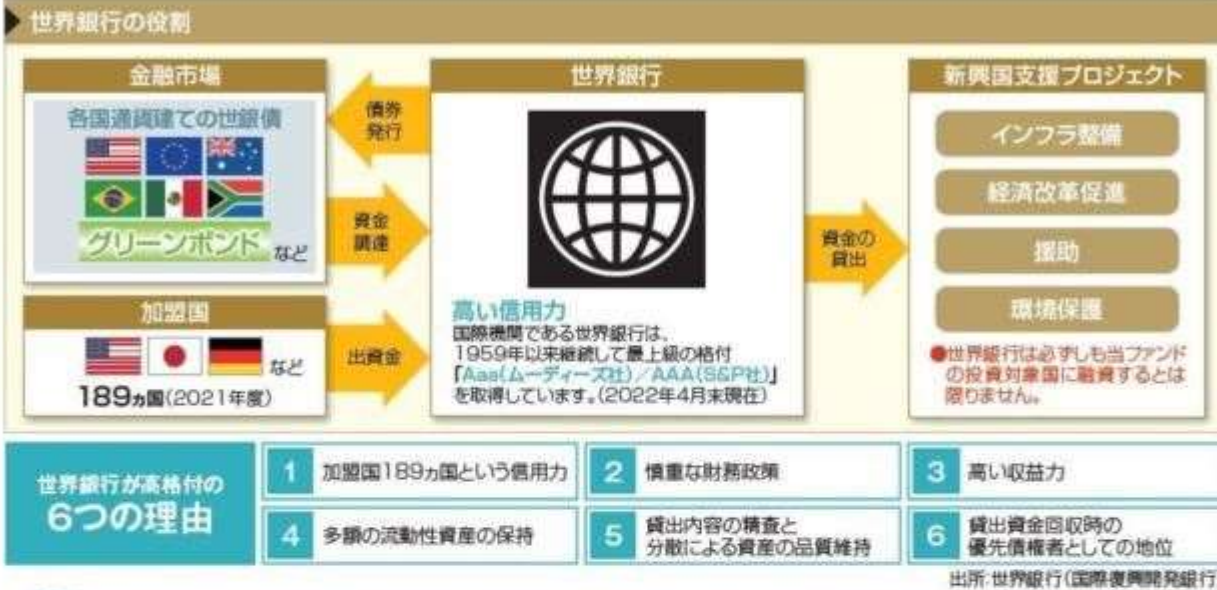 世界銀行の役割
金融市場
各国通貨建ての世銀債
グリーンボンド など
債券
発行
資金
調達
加盟国
など
189ヵ国(2021年度)
出資金
世界銀行
高い信用力
国際機関である世界銀行は、
1959年以来継続して最上級の格付
「Aaa(ムーディーズ社)/AAA(S&P社)」
を取得しています。(2022年4月末現在)
資金の
貸出
新興国支援プロジェクト
インフラ整備
経済改革促進
援助
環境保護
●世界銀行は必ずしも当ファンド
の投資対象国に融資するとは
限りません。
世界銀行が高格付の
6つの理由
1 加盟国189ヵ国という信用力
2 慎重な財務政策
3 高い収益力
4 多額の流動性資産の保持
5 貸出内容の精査と
分散による資産の品質維持
6 貸出資金回収時の
優先債権者としての地位
出所:世界銀行(国際復興開発銀行